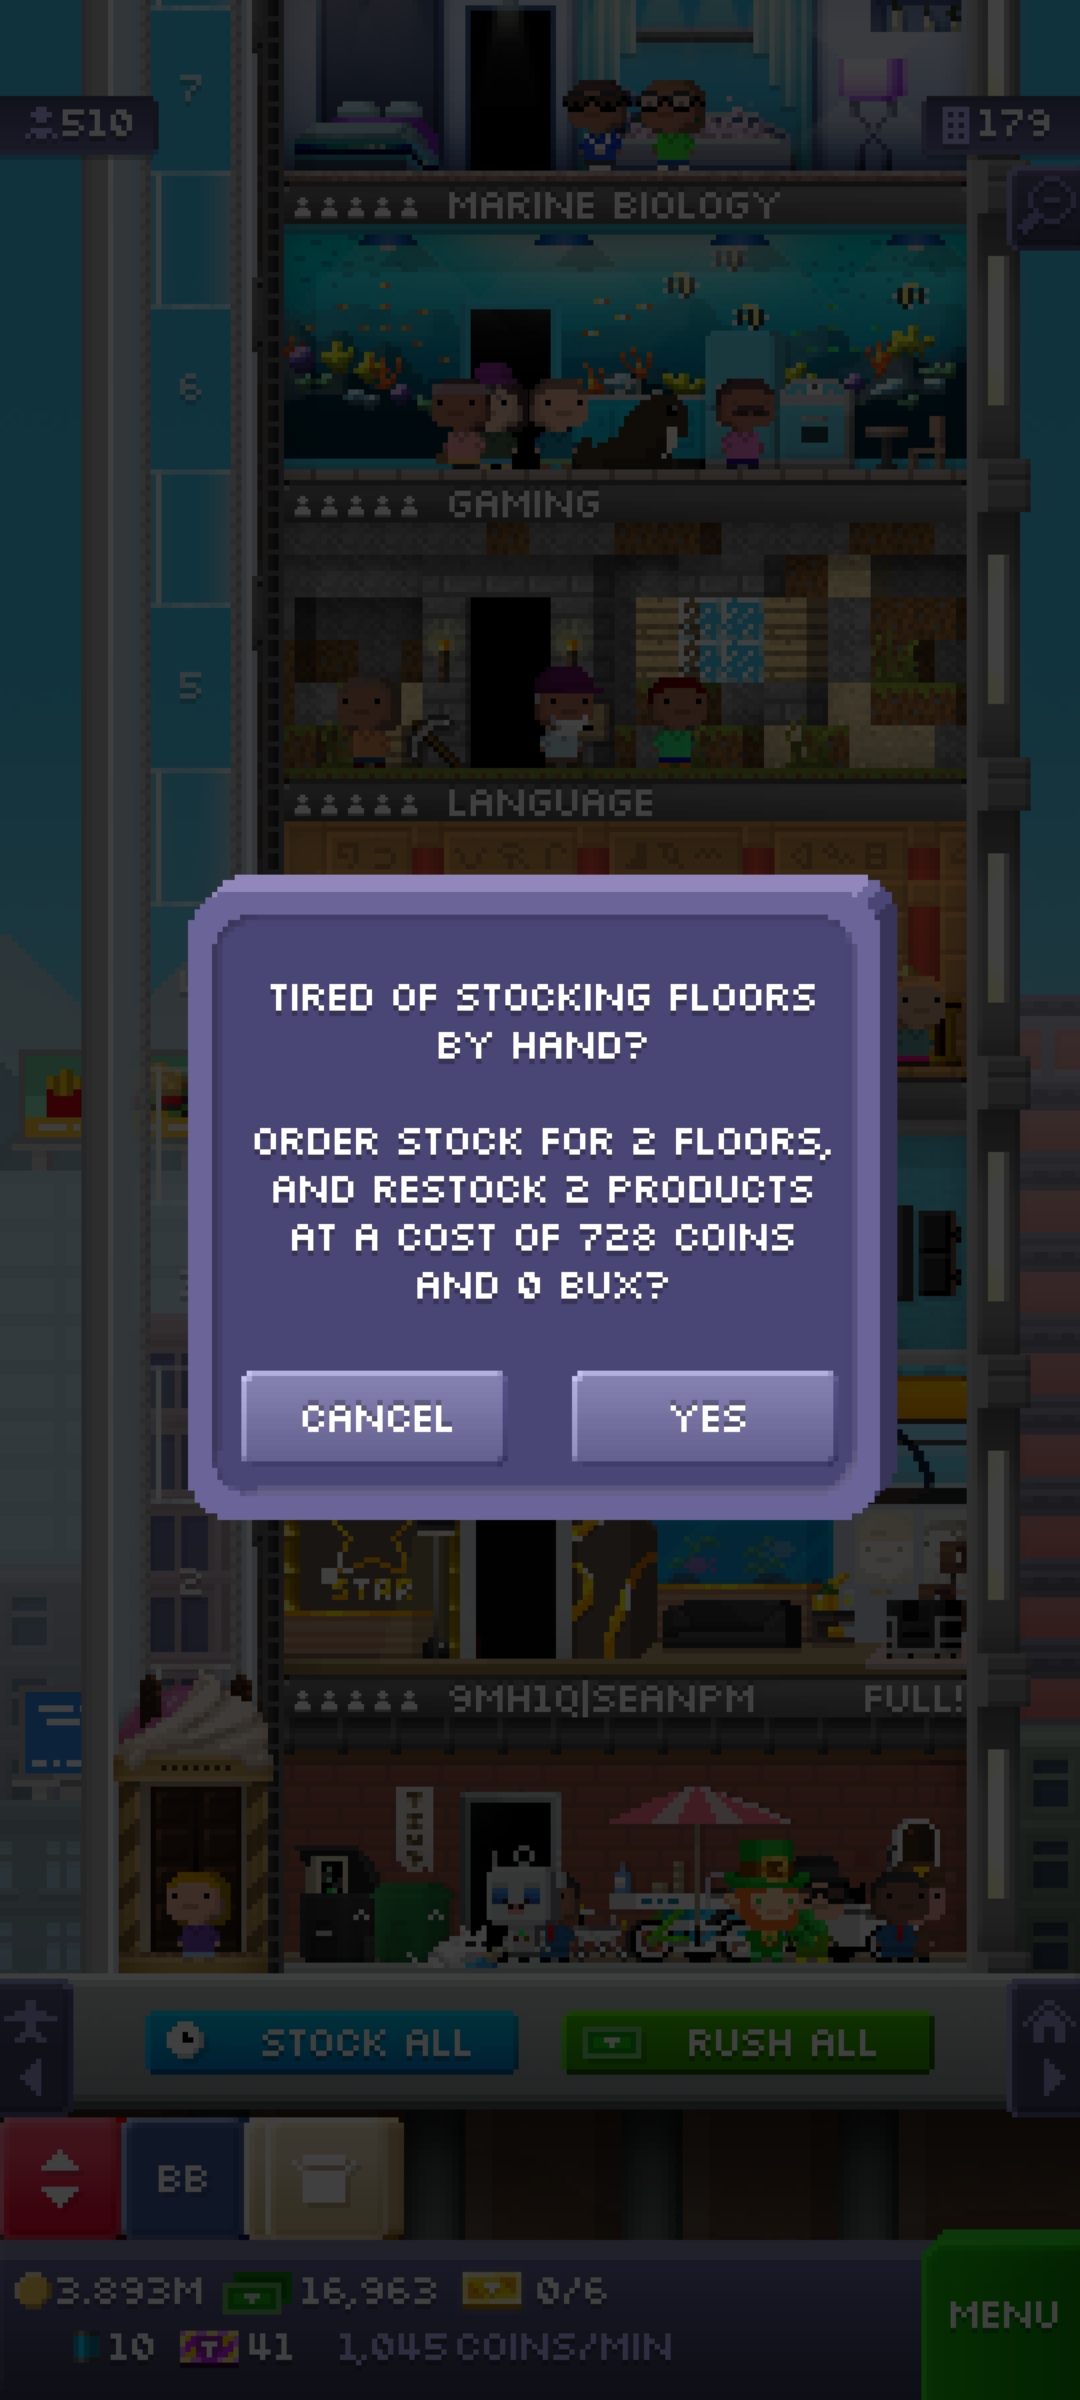 7
510
179
MARINE BIOLOGY
6
GAMING
5
LANGUAGE
TIRED OF STOCKING FLOORS
BY HAND?
ORDER STOCK FOR 2 FLOORS,
AND RESTOCK 2 PRODUCTS
AT A COST OF 728 COINS
AND 0 BUX?
CANCEL
YES
STAR
2
9MH1Q|SEANPM
FULL!
STOCK ALL
RUSH ALL
BB
3.893M
16,963
0/6
10
T
41
1,045 COINS/MIN
MENU